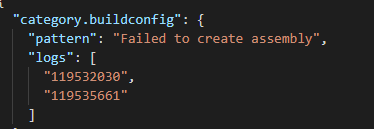 "category.buildconfig": {
"pattern": "Failed to create assembly",
"logs": [
"119532030",
"119535661"
]